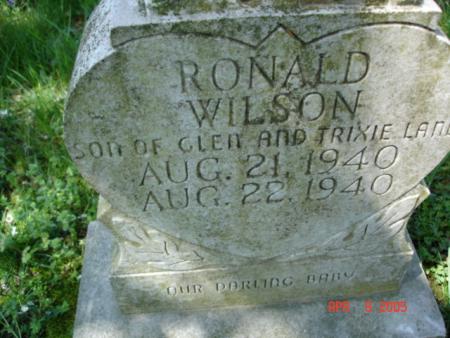 RONALD
WILSON
SON OF GLEN AND TRIXIE LANE
AUG. 21, 1940
AUG. 22, 1940
OUR DARLING BABY
APR 9 2005